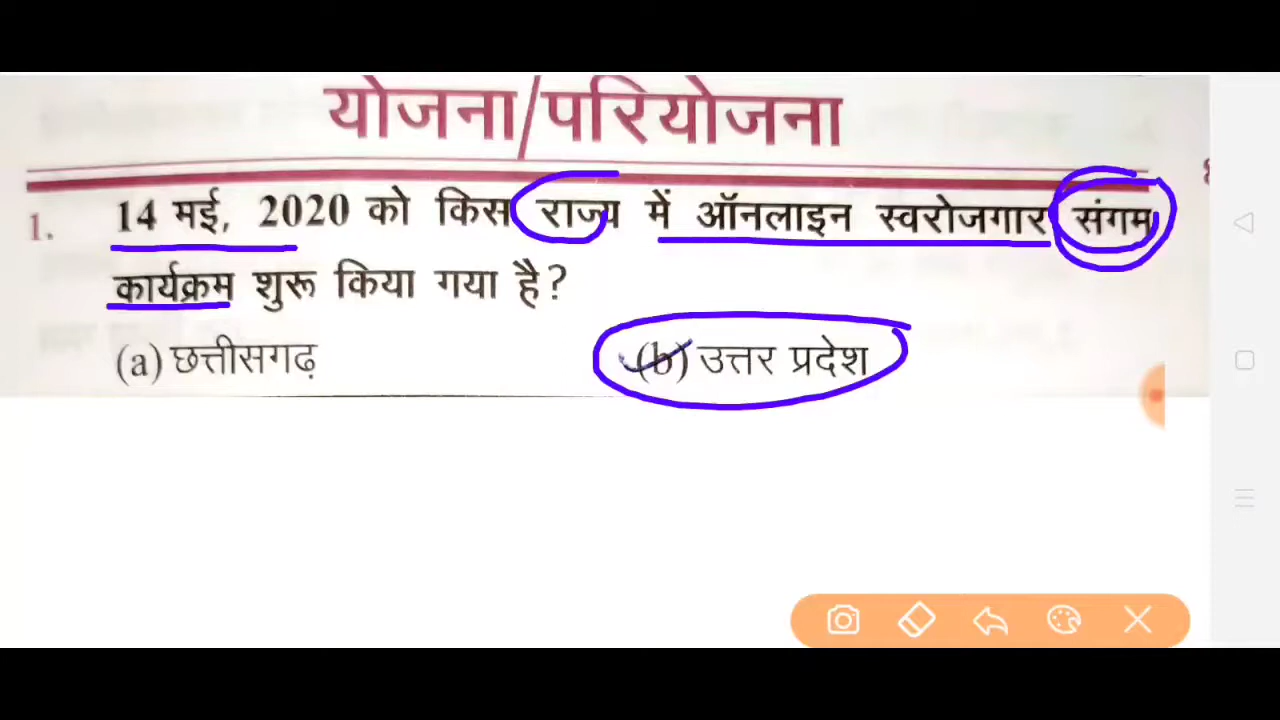 योजना/परियोजना
1. 14 मई, 2020 को किस राज्य में ऑनलाइन स्वरोजगार संगम
कार्यक्रम शुरू किया गया है?
(a) छत्तीसगढ़ (b) उत्तर प्रदेश